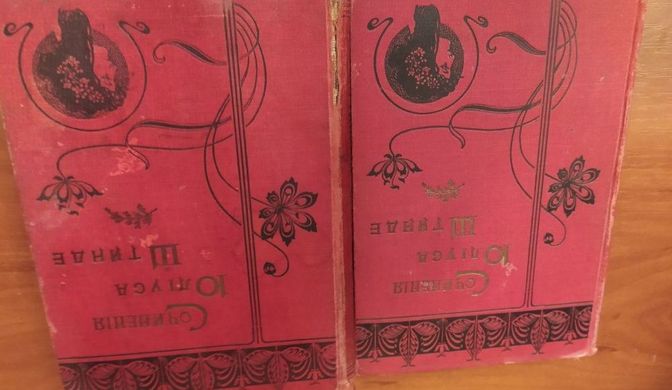 Сочиненія
Юліуса
Штинде
Сочиненія
Юліуса
Штинде